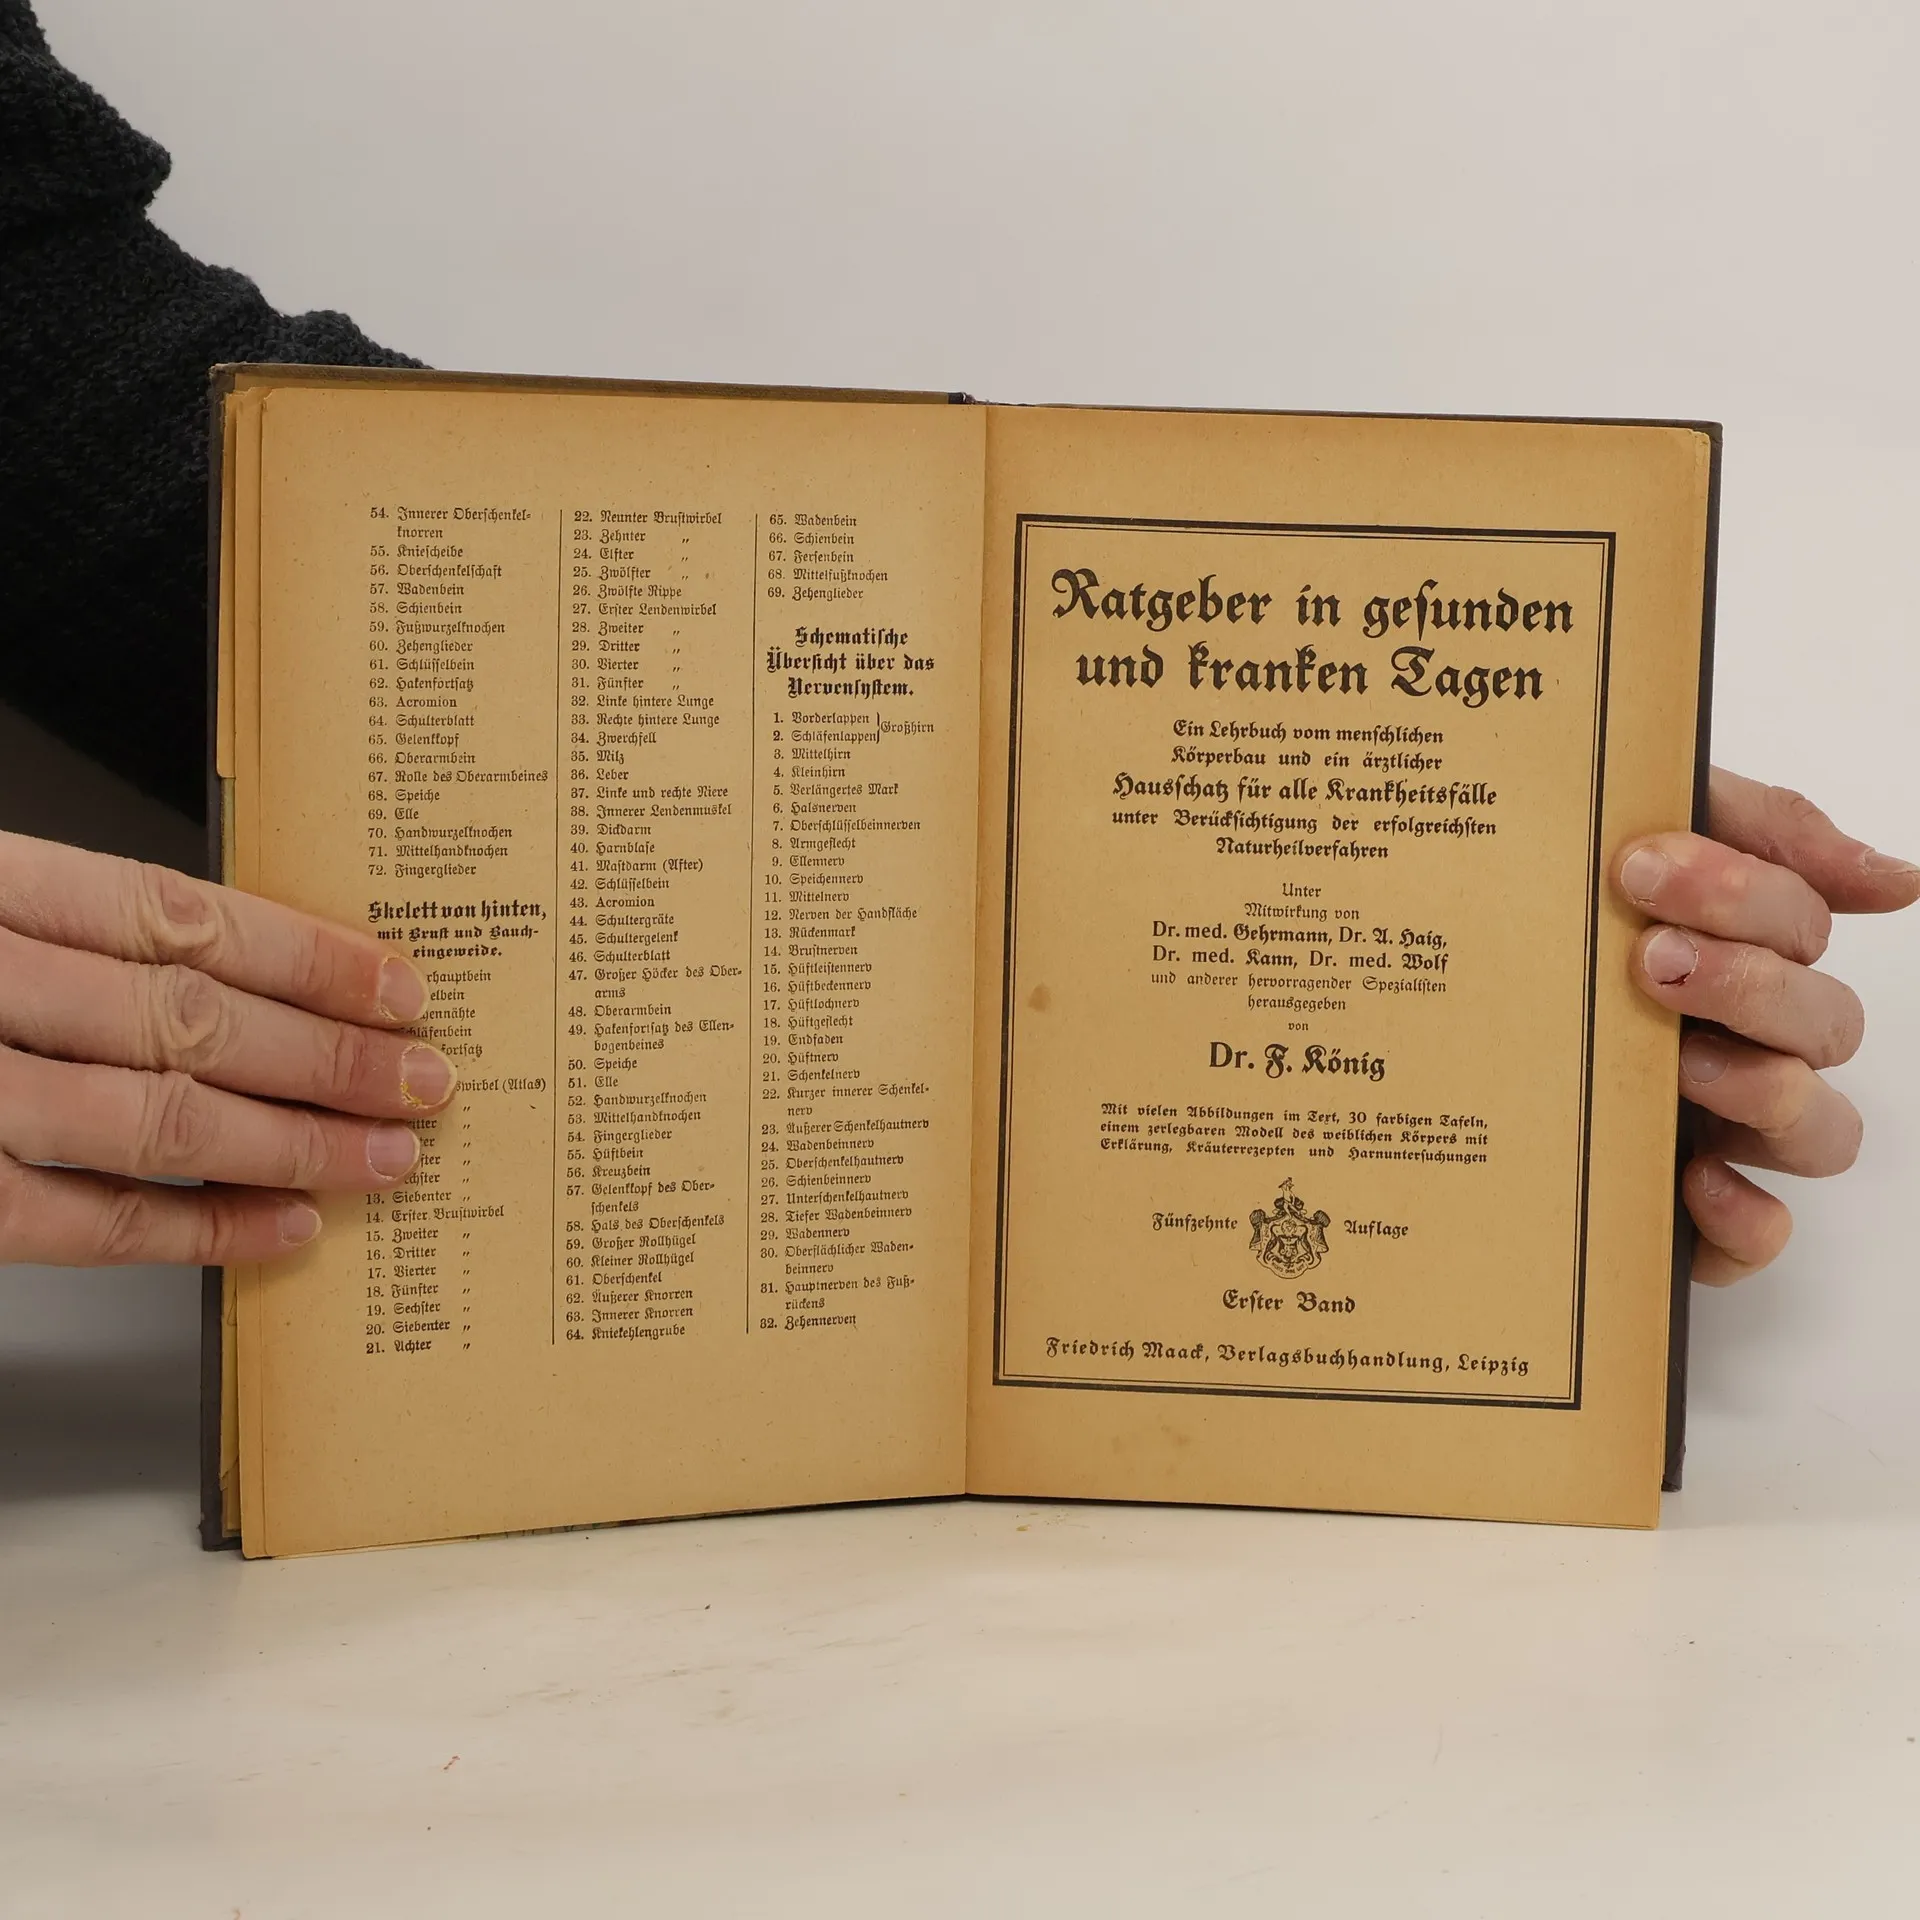 54. Innerer Oberschenkel-
knorren
55. Kniescheibe
56. Oberschenkelschaft
57. Wadenbein
58. Schienbein
59. Fußwurzelknochen
60. Zehenglieder
61. Schlüsselbein
62. Hakenfortsatz
63. Acromion
64. Schulterblatt
65. Gelenkkopf
66. Oberarmbein
67. Rolle des Oberarmbeines
68. Speiche
69. Elle
70. Handwurzelknochen
71. Mittelhandknochen
72. Fingerglieder
Skelett von hinten,
mit Brust und Bauch-
eingeweide.
13. Siebenter „
14. Erster Brustwirbel
15. Zweiter „
16. Dritter „
17. Vierter „
18. Fünfter „
19. Sechster „
20. Siebenter „
21. Achter „
22. Neunter Brustwirbel
23. Zehnter „
24. Elfter „
25. Zwölfter „
26. Zwölfte Rippe
27. Erster Lendenwirbel
28. Zweiter „
29. Dritter „
30. Vierter „
31. Fünfter „
32. Linke hintere Lunge
33. Rechte hintere Lunge
34. Zwerchfell
35. Milz
36. Leber
37. Linke und rechte Niere
38. Innerer Lendenmuskel
39. Dickdarm
40. Harnblase
41. Mastdarm (After)
42. Schlüsselbein
43. Acromion
44. Schultergräte
45. Schultergelenk
46. Schulterblatt
47. Großer Höcker des Ober-
arms
48. Oberarmbein
49. Hakenfortsatz des Ellen-
bogenbeines
50. Speiche
51. Elle
52. Handwurzelknochen
53. Mittelhandknochen
54. Fingerglieder
55. Hüftbein
56. Kreuzbein
57. Gelenkkopf des Ober-
schenkels
58. Hals des Oberschenkels
59. Großer Rollhügel
60. Kleiner Rollhügel
61. Oberschenkel
62. Äußerer Knorren
63. Innerer Knorren
64. Kniekehlengrube
65. Wadenbein
66. Schienbein
67. Fersenbein
68. Mittelfußknochen
69. Zehenglieder
Schematische
Übersicht über das
Nervensystem.
1. Vorderlappen } Großhirn
2. Schläfenlappen
3. Mittelhirn
4. Kleinhirn
5. Verlängertes Mark
6. Halsnerven
7. Oberschlüsselbeinnerven
8. Armgeflecht
9. Ellennerv
10. Speichennerv
11. Mittelnerv
12. Nerven der Handfläche
13. Rückenmark
14. Brustnerven
15. Hüftleistennerv
16. Hüftbeckennerv
17. Hüftlochnerv
18. Hüftgeflecht
19. Endfaden
20. Hüftnerv
21. Schenkelnerv
22. Kurzer innerer Schenkel-
nerv
23. Äußerer Schenkelhautnerv
24. Wadenbeinnerv
25. Oberschenkelhautnerv
26. Schienbeinnerv
27. Unterschenkelhautnerv
28. Tiefer Wadenbeinnerv
29. Wadennerv
30. Oberflächlicher Waden-
beinnerv
31. Hauptnerven des Fuß-
rückens
32. Zehennerven
Ratgeber in gesunden
und kranken Tagen
Ein Lehrbuch vom menschlichen
Körperbau und ein ärztlicher
Hausschatz für alle Krankheitsfälle
unter Berücksichtigung der erfolgreichsten
Naturheilverfahren
Unter
Mitwirkung von
Dr. med. Gehrmann, Dr. A. Haig,
Dr. med. Kann, Dr. med. Wolf
und anderer hervorragender Spezialisten
herausgegeben
von
Dr. F. König
Mit vielen Abbildungen im Text, 30 farbigen Tafeln,
einem zerlegbaren Modell des weiblichen Körpers mit
Erklärung, Kräuterrezepten und Harnuntersuchungen
Fünfzehnte Auflage
Erster Band
Friedrich Maack, Verlagsbuchhandlung, Leipzig